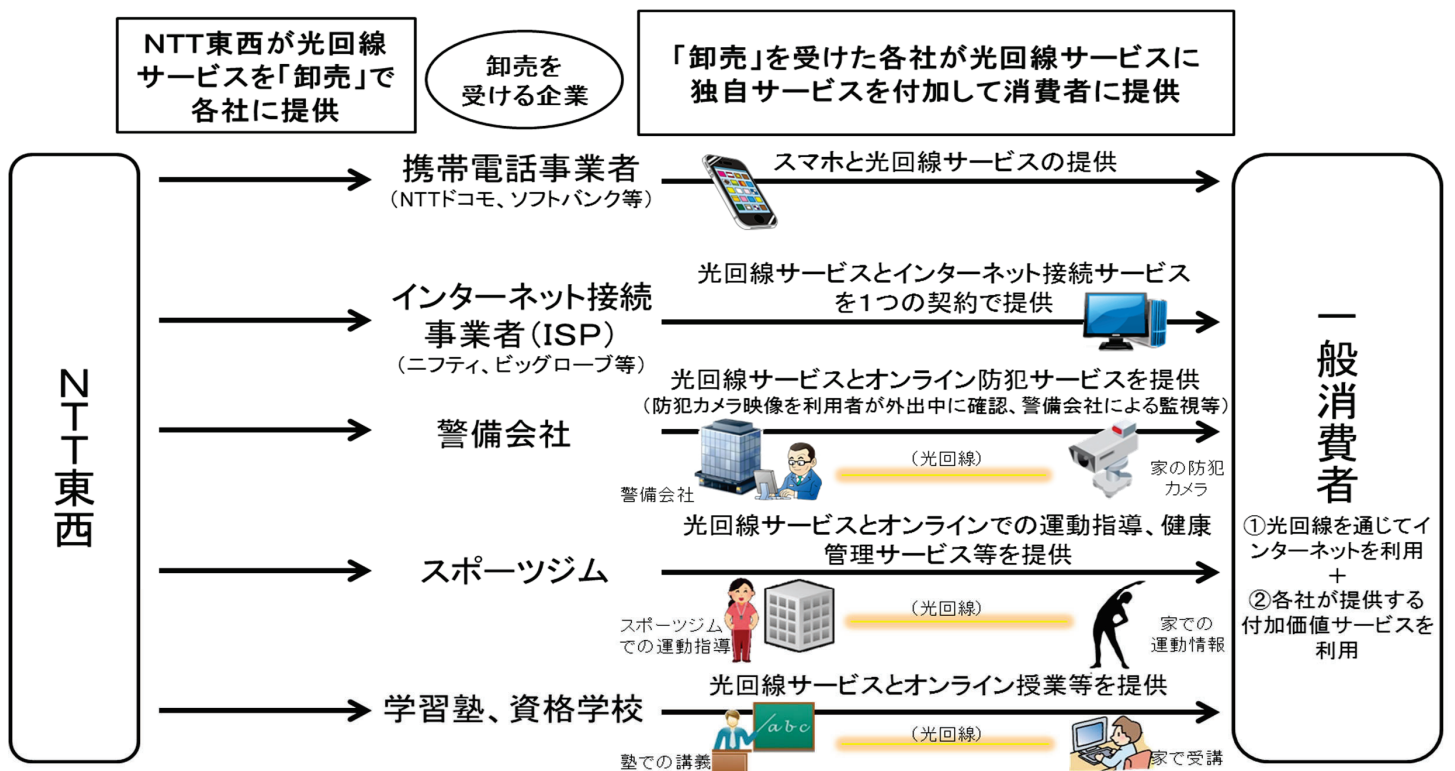 NTT東西が光回線
サービスを「卸売」で
各社に提供
卸売を
受ける企業
「卸売」を受けた各社が光回線サービスに
独自サービスを付加して消費者に提供
NTT東西
携帯電話事業者
（NTTドコモ、ソフトバンク等）
スマホと光回線サービスの提供
インターネット接続
事業者（ISP）
（ニフティ、ビッグローブ等）
光回線サービスとインターネット接続サービス
を１つの契約で提供
警備会社
光回線サービスとオンライン防犯サービスを提供
（防犯カメラ映像を利用者が外出中に確認、警備会社による監視等）
警備会社
（光回線）
家の防犯
カメラ
スポーツジム
光回線サービスとオンラインでの運動指導、健康
管理サービス等を提供
スポーツジム
での運動指導
（光回線）
家での
運動情報
学習塾、資格学校
光回線サービスとオンライン授業等を提供
abc
塾での講義
（光回線）
家で受講
一般消費者
①光回線を通じてイ
ンターネットを利用
＋
②各社が提供する
付加価値サービスを
利用